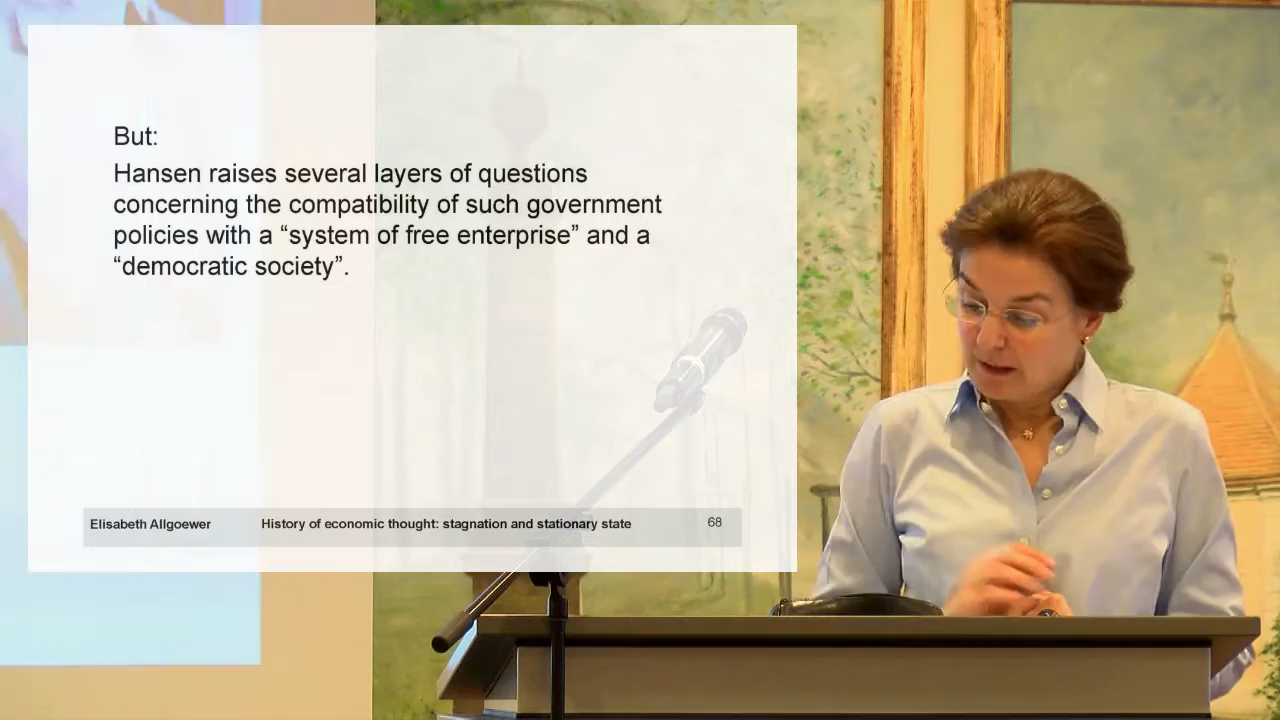 But:
Hansen raises several layers of questions
concerning the compatibility of such government
policies with a “system of free enterprise” and a
“democratic society”.
Elisabeth Allgoewer History of economic thought: stagnation and stationary state 68